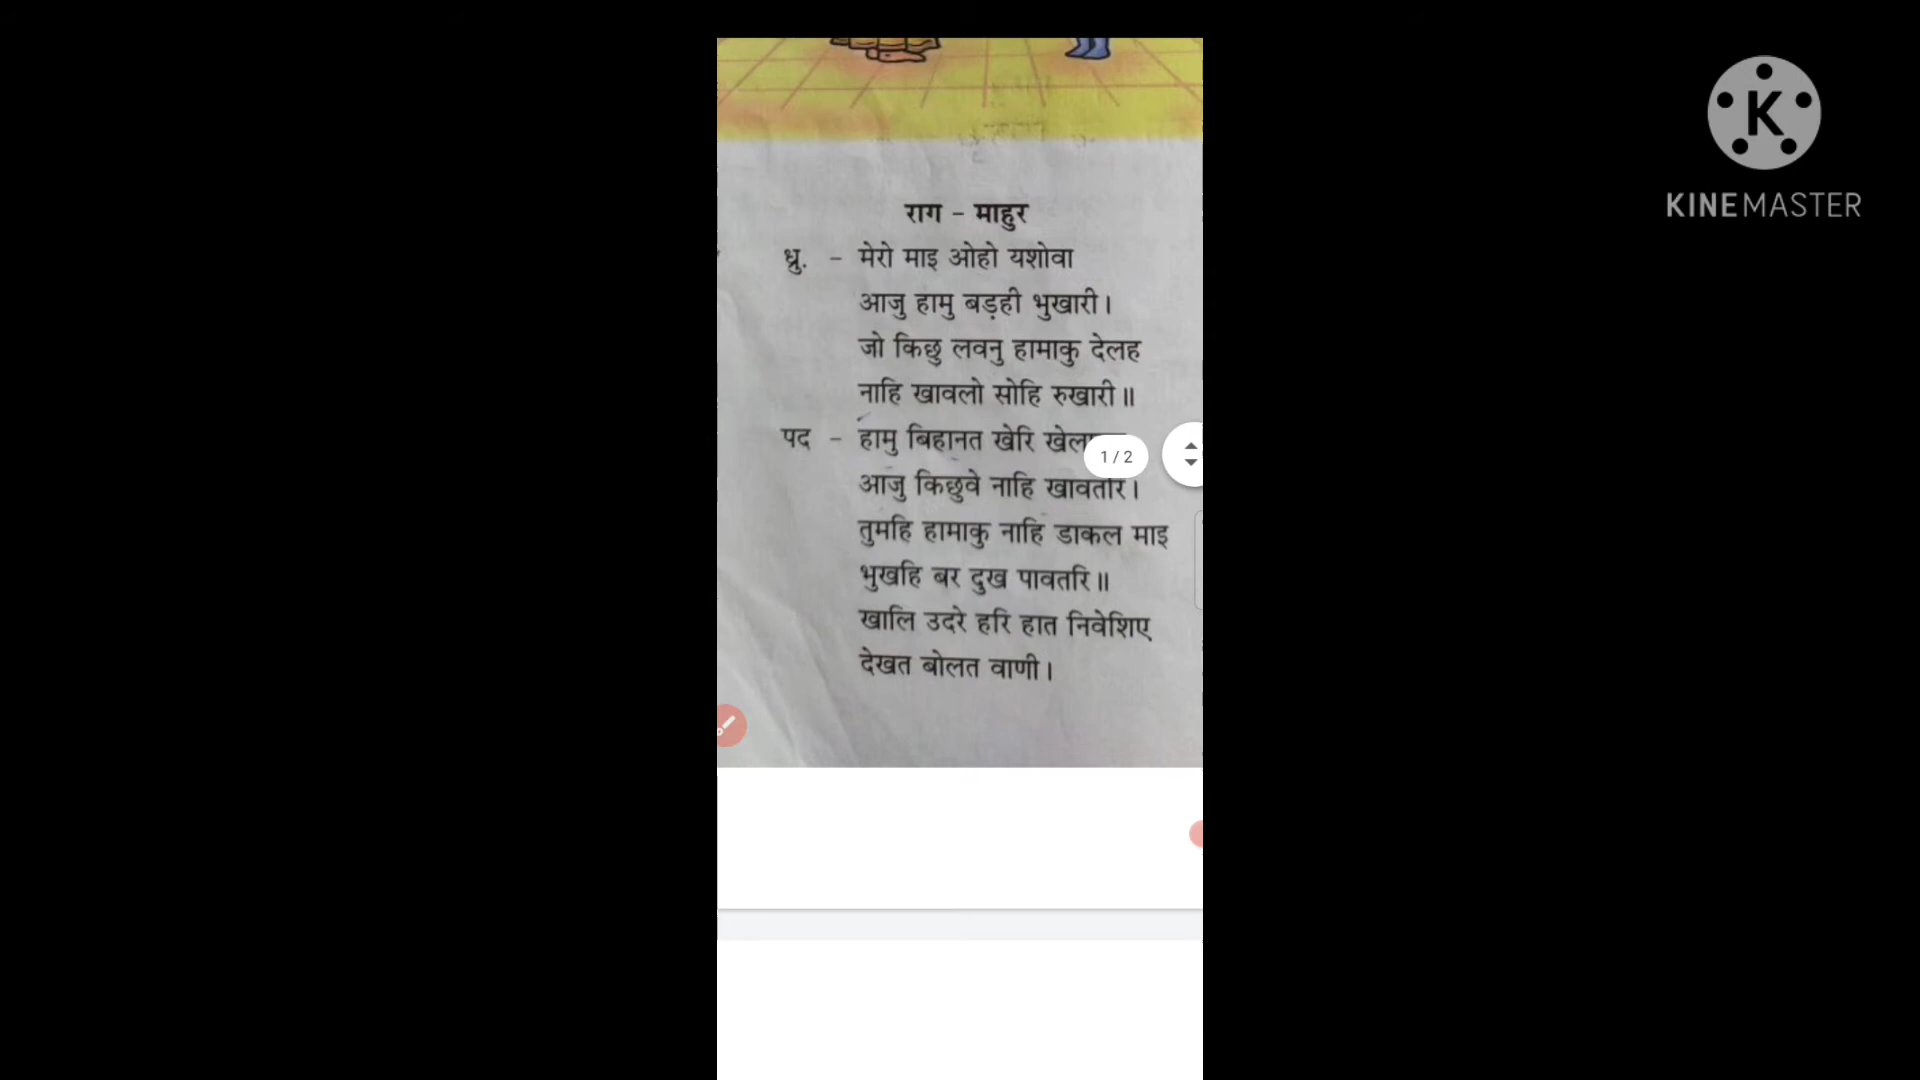 K
KINEMASTER
राग - माहुर
ध्रु. - मेरो माइ ओहो यशोवा
आजु हामु बड़ही भुखारी।
जो किछु लवनु हामाकु देलह
नाहि खावलो सोहि रुखारी॥
पद - हामु बिहानत खेरि
1 / 2
आजु किछुवे नाहि खावतरि।
तुमहि हामाकु नाहि डाकल माइ
भुखहि बर दुख पावतरि॥
खालि उदरे हरि हात निवेशिए
देखत बोलत वाणी।